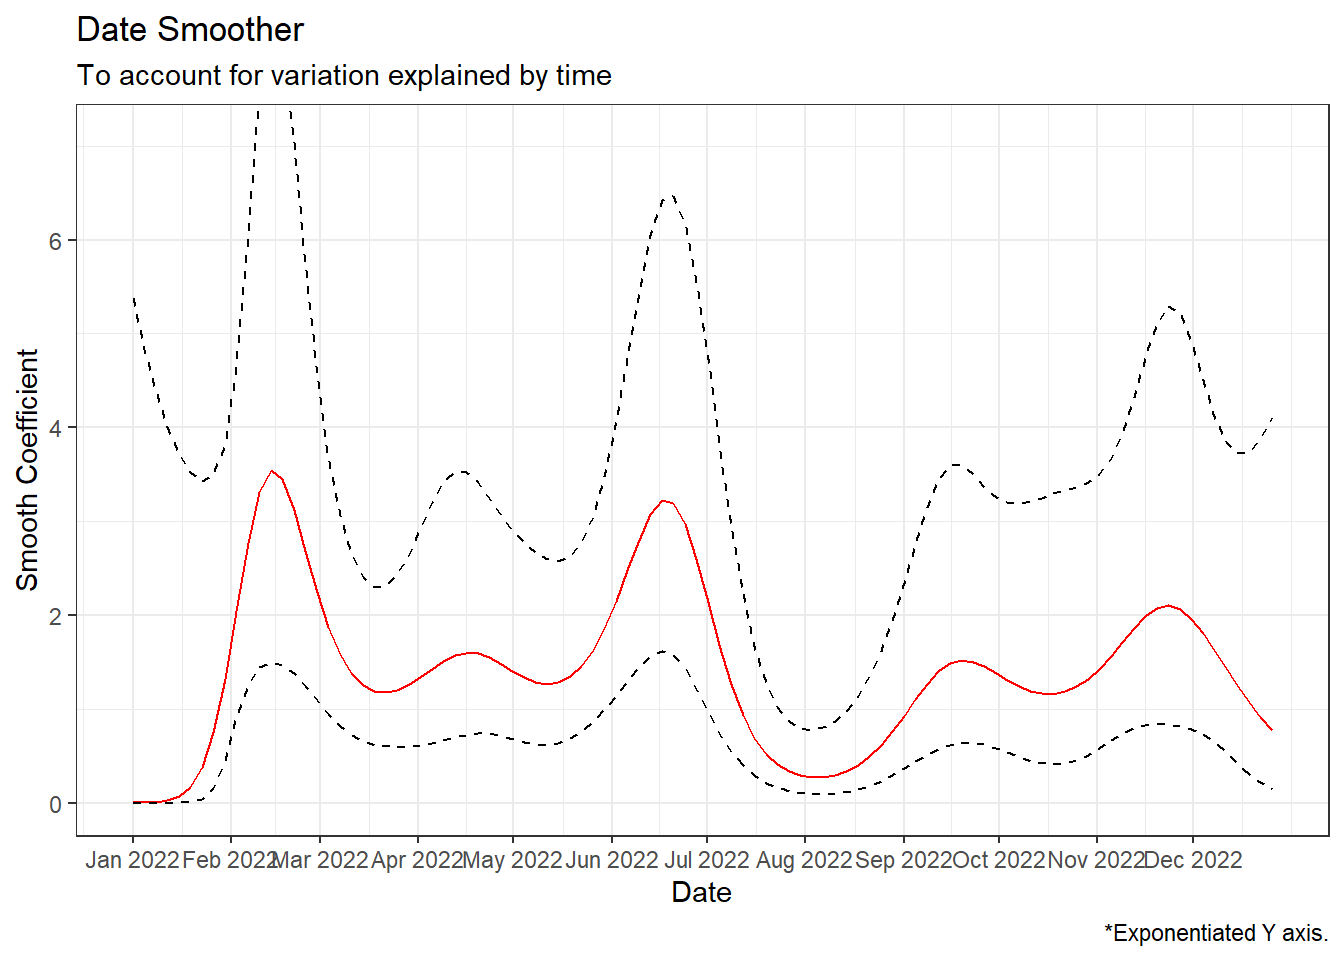 Date Smoother
To account for variation explained by time
Smooth Coefficient
6
4
2
0
Jan 2022 Feb 2022 Mar 2022 Apr 2022 May 2022 Jun 2022 Jul 2022 Aug 2022 Sep 2022 Oct 2022 Nov 2022 Dec 2022
Date
*Exponentiated Y axis.